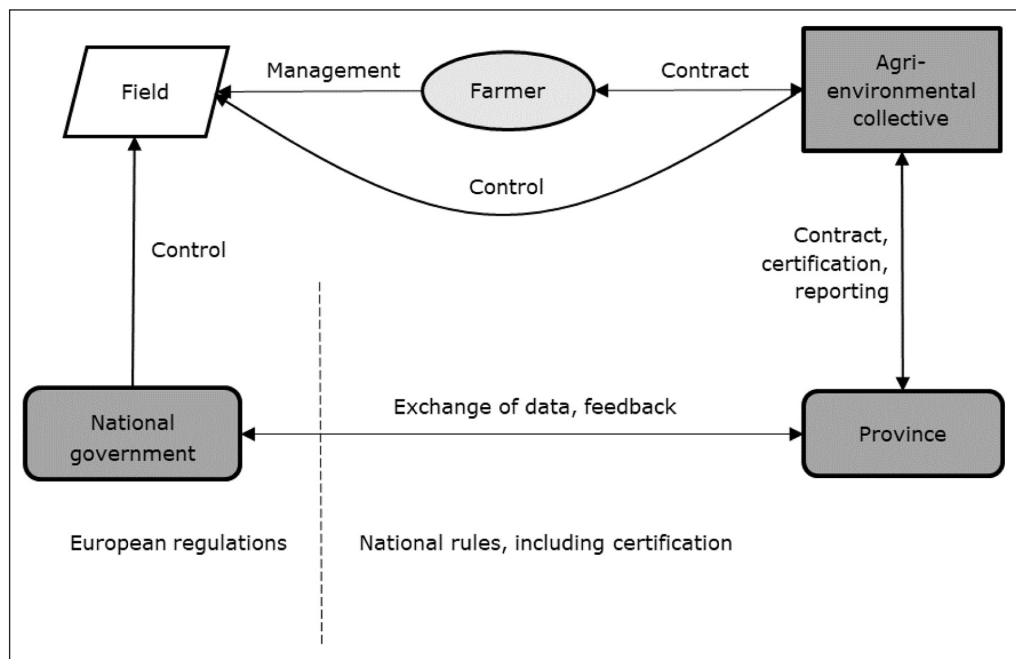 Field
Management
Farmer
Contract
Agri-
environmental
collective
Control
Control
Contract,
certification,
reporting
National
government
Exchange of data, feedback
Province
European regulations
National rules, including certification